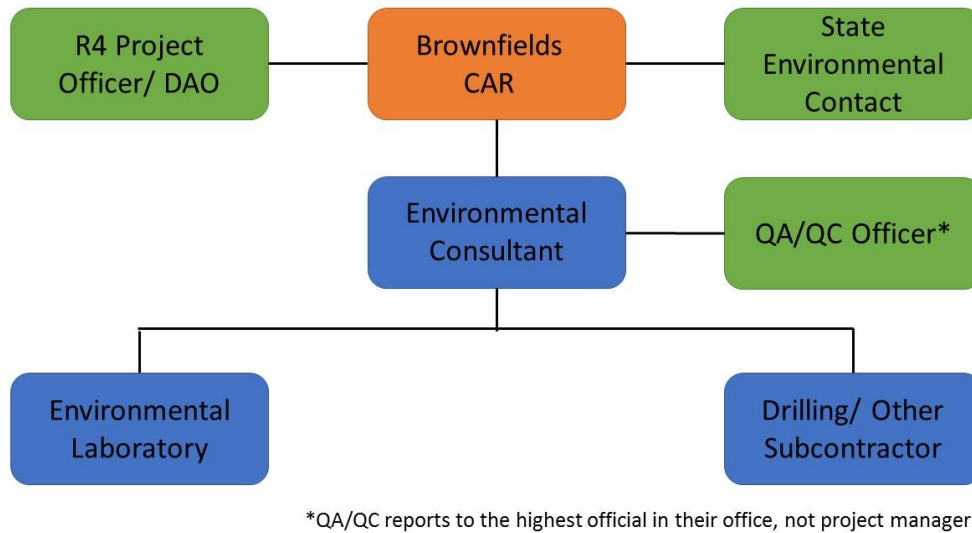 R4 Project
Officer/ DAO
Brownfields
CAR
State
Environmental
Contact
Environmental
Consultant
QA/QC Officer*
Environmental
Laboratory
Drilling/ Other
Subcontractor
*QA/QC reports to the highest official in their office, not project manager